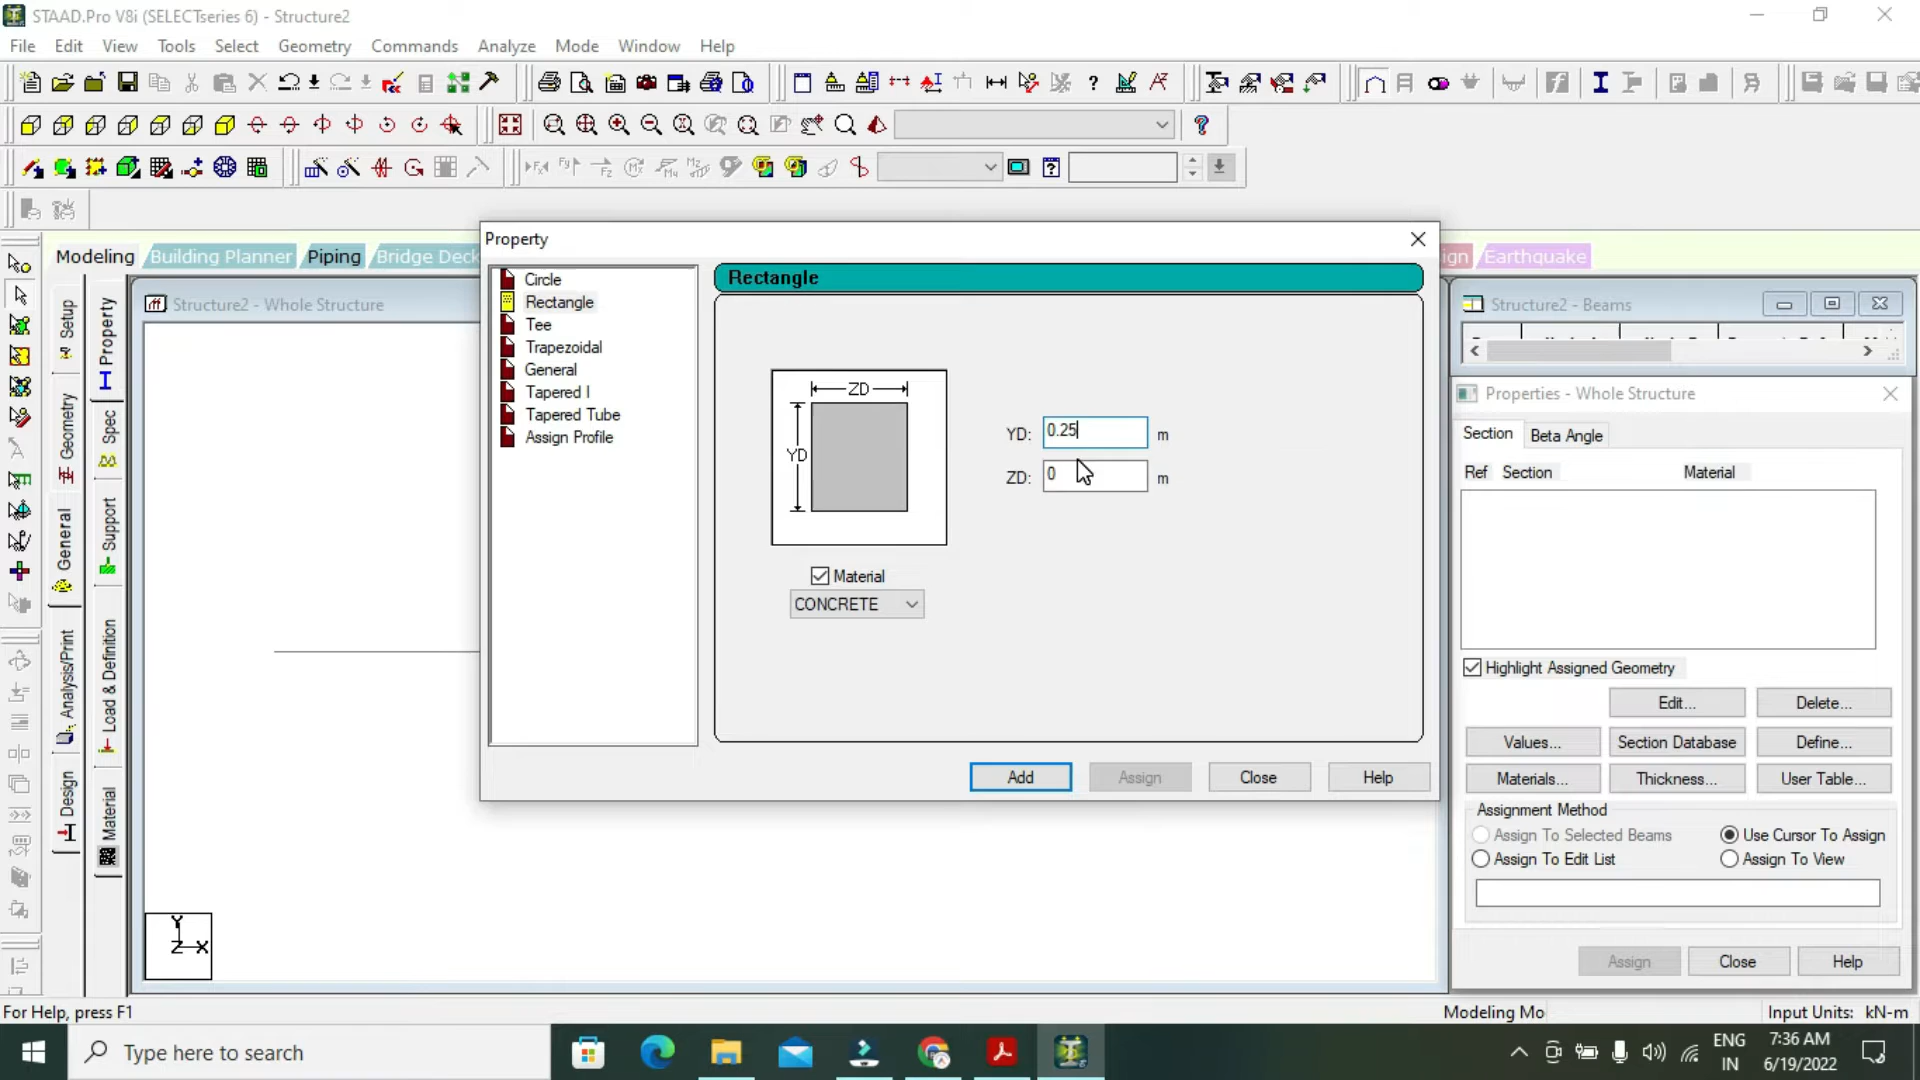 STAAD.Pro V8i (SELECTseries 6) - Structure2
File Edit View Tools Select Geometry Commands Analyze Mode Window Help
Modeling Building Planner Piping Bridge Deck
ign Earthquake
Structure2 - Whole Structure
Setup
Geometry
General
Analysis/Print
Design
Property
Spec
Support
Load & Definition
Material
Property
Circle
Rectangle
Tee
Trapezoidal
General
Tapered I
Tapered Tube
Assign Profile
Rectangle
ZD
YD
YD: 0.25 m
ZD: 0 m
Material
CONCRETE
Add Assign Close Help
Structure2 - Beams
Properties - Whole Structure
Section Beta Angle
Ref Section Material
Highlight Assigned Geometry
Edit... Delete...
Values... Section Database Define...
Materials... Thickness... User Table...
Assignment Method
Assign To Selected Beams Use Cursor To Assign
Assign To Edit List Assign To View
Assign Close Help
Y
Z X
For Help, press F1
Modeling Mo Input Units: kN-m
Type here to search
ENG
IN
7:36 AM
6/19/2022